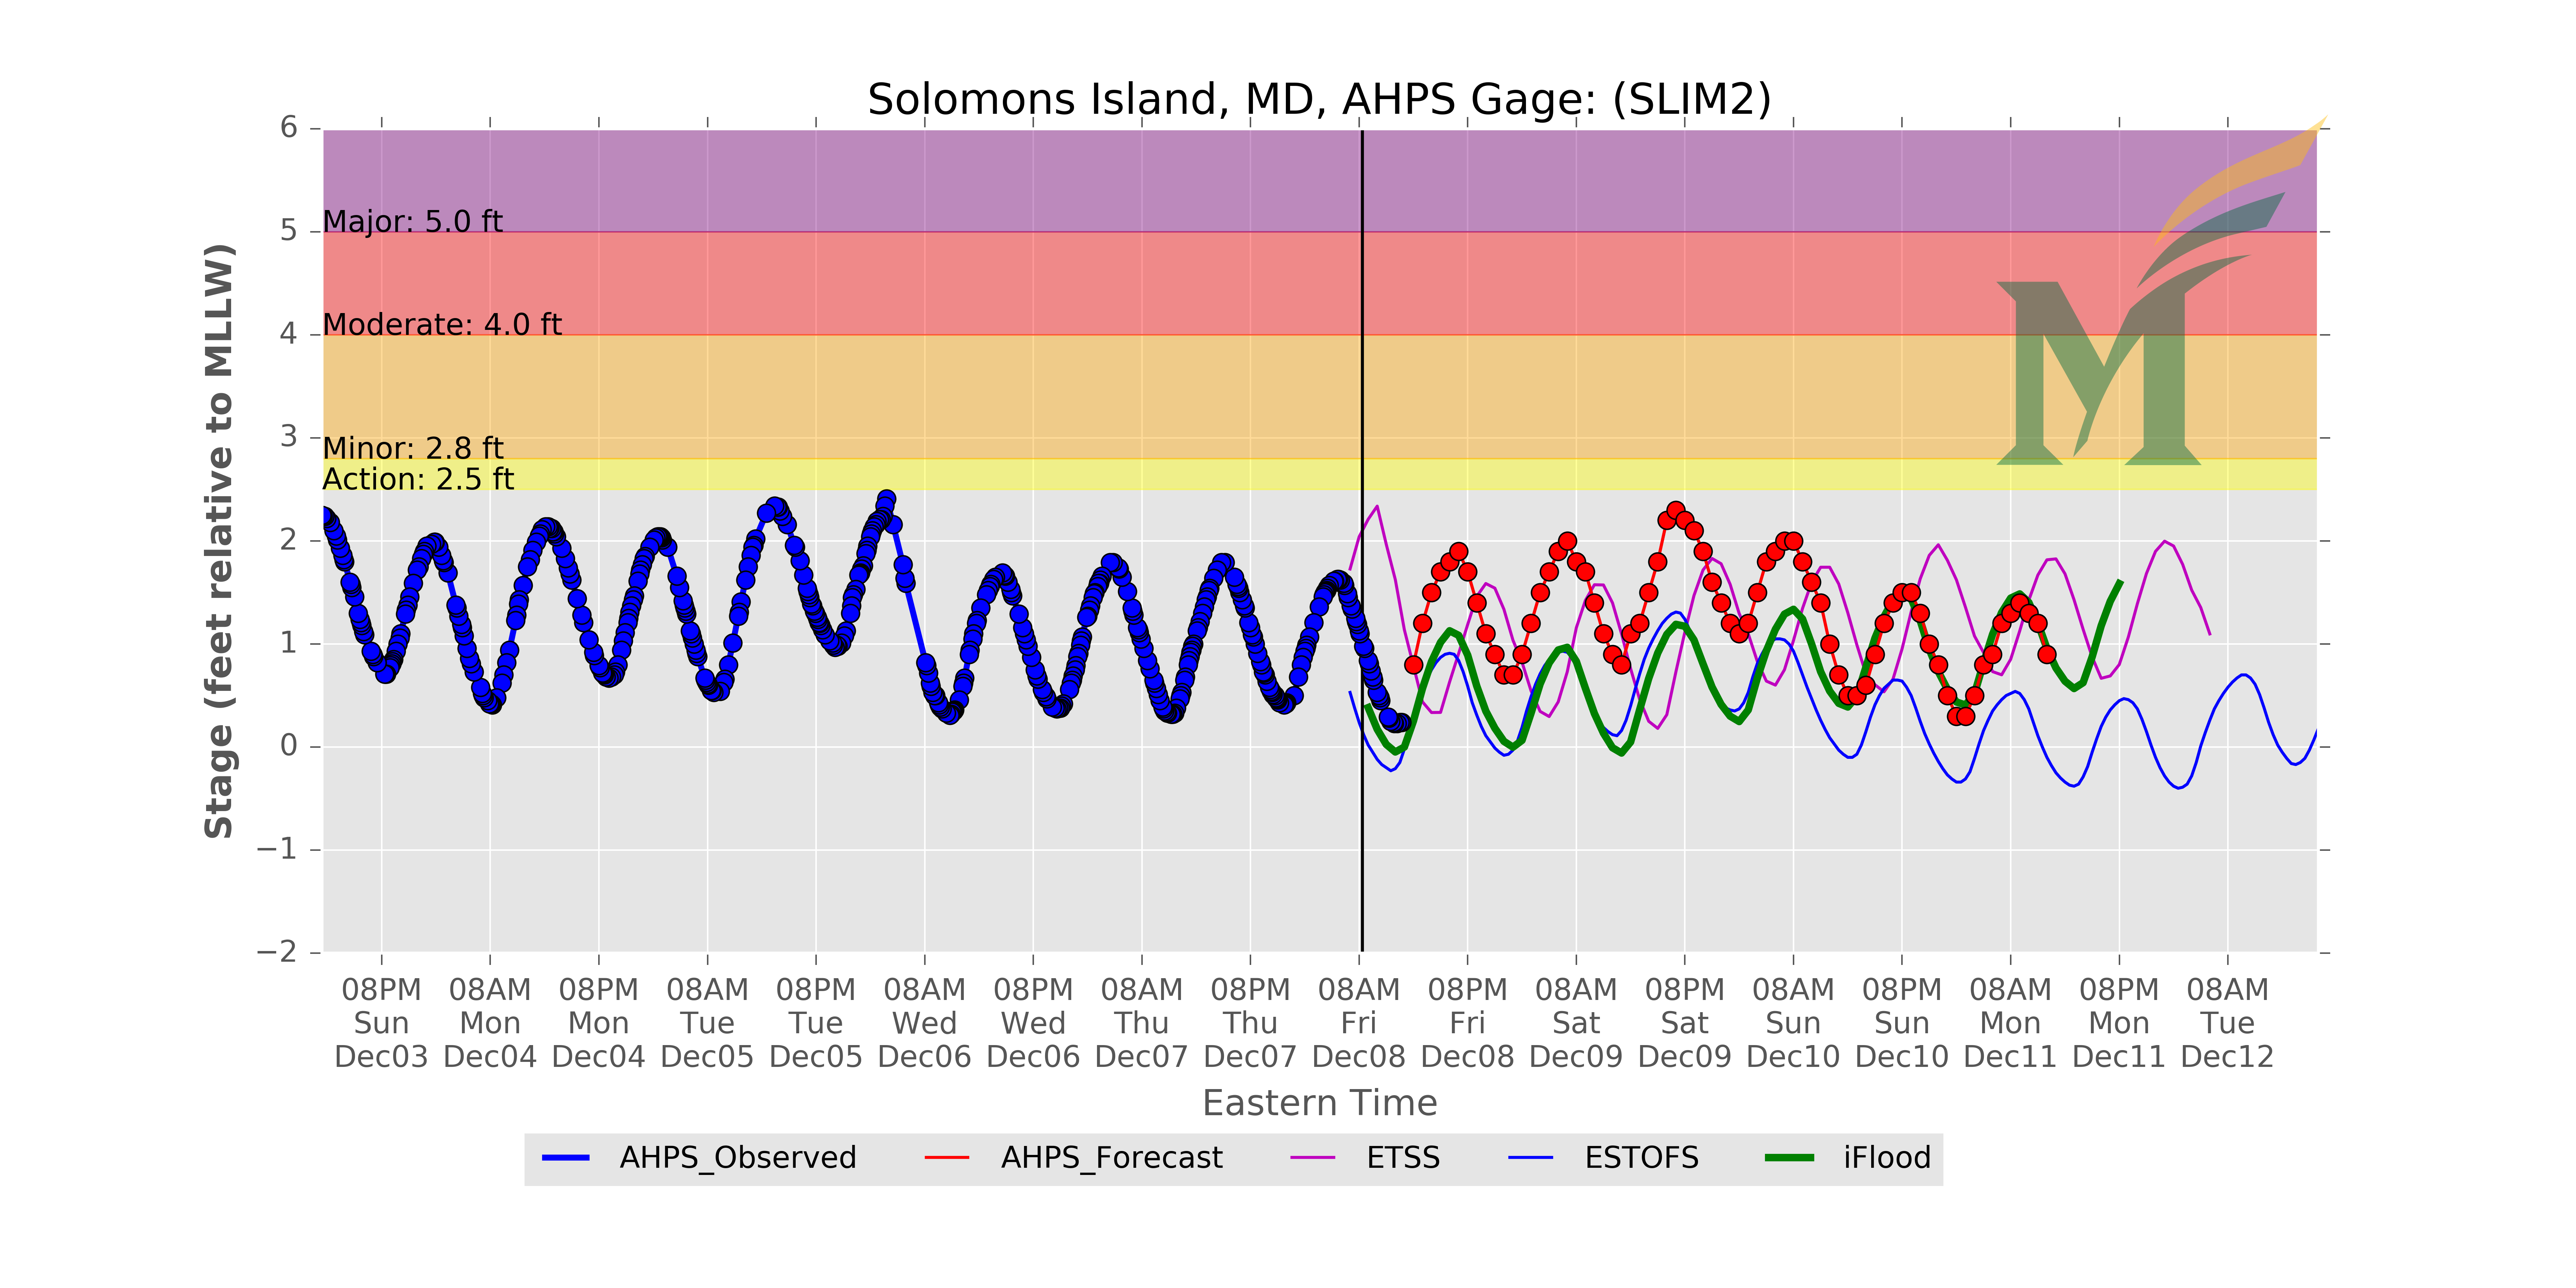 Solomons Island, MD, AHPS Gage: (SLIM2)
6
5
4
3
2
1
0
−1
−2
Stage (feet relative to MLLW)
Major: 5.0 ft
Moderate: 4.0 ft
Minor: 2.8 ft
Action: 2.5 ft
M
08PM 08AM 08PM 08AM 08PM 08AM 08PM 08AM 08PM 08AM 08PM 08AM 08PM 08AM 08PM 08AM 08PM 08AM
Sun Mon Mon Tue Tue Wed Wed Thu Thu Fri Fri Sat Sat Sun Sun Mon Mon Tue
Dec03 Dec04 Dec04 Dec05 Dec05 Dec06 Dec06 Dec07 Dec07 Dec08 Dec08 Dec09 Dec09 Dec10 Dec10 Dec11 Dec11 Dec12
Eastern Time
AHPS_Observed AHPS_Forecast ETSS ESTOFS iFlood